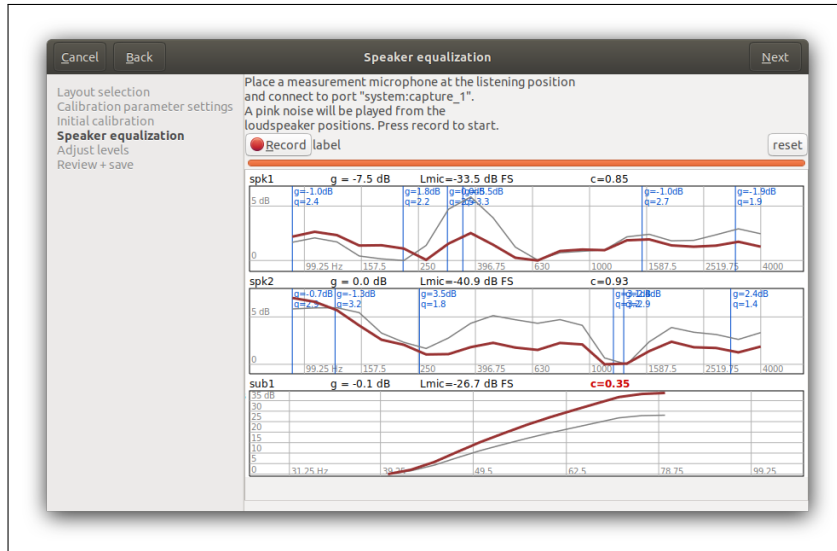 Cancel Back Speaker equalization Next
Layout selection
Calibration parameter settings
Initial calibration
Speaker equalization
Adjust levels
Review + save
Place a measurement microphone at the listening position
and connect to port "system:capture_1".
A pink noise will be played from the
loudspeaker positions. Press record to start.
Record label reset
spk1 g = -7.5 dB Lmic=-33.5 dB FS c=0.85
g=-1.0dB g=1.8dB g=-1.0dB g=-1.9dB
q=2.4 q=2.2 q=2.7 q=1.9
5 dB
0
99.25 Hz 157.5 250 396.75 630 1000 1587.5 2519.75 4000
spk2 g = 0.0 dB Lmic=-40.9 dB FS c=0.93
g=-0.7dB g=-1.3dB g=3.5dB g=2.4dB
q=3.2 q=1.8 q=1.4
5 dB
0
99.25 Hz 157.5 250 396.75 630 1000 1587.5 2519.75 4000
sub1 g = -0.1 dB Lmic=-26.7 dB FS c=0.35
35 dB
30
25
20
15
10
5
0
31.25 Hz 39.25 49.5 62.5 78.75 99.25